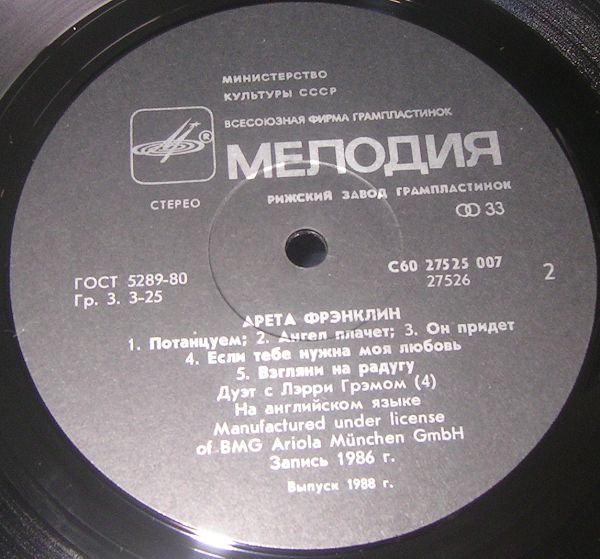 МИНИСТЕРСТВО
КУЛЬТУРЫ СССР
ВСЕСОЮЗНАЯ ФИРМА ГРАМПЛАСТИНОК
®
МЕЛОДИЯ
СТЕРЕО
РИЖСКИЙ ЗАВОД ГРАМПЛАСТИНОК
33
ГОСТ 5289-80
Гр. 3. 3-25
С60 27525 007
27526
2
АРЕТА ФРЭНКЛИН
1. Потанцуем; 2. Ангел плачет; 3. Он придет
4. Если тебе нужна моя любовь
5. Взгляни на радугу
Дуэт с Лэрри Грэмом (4)
На английском языке
Manufactured under license
of BMG Ariola München GmbH
Запись 1986 г.
Выпуск 1988 г.